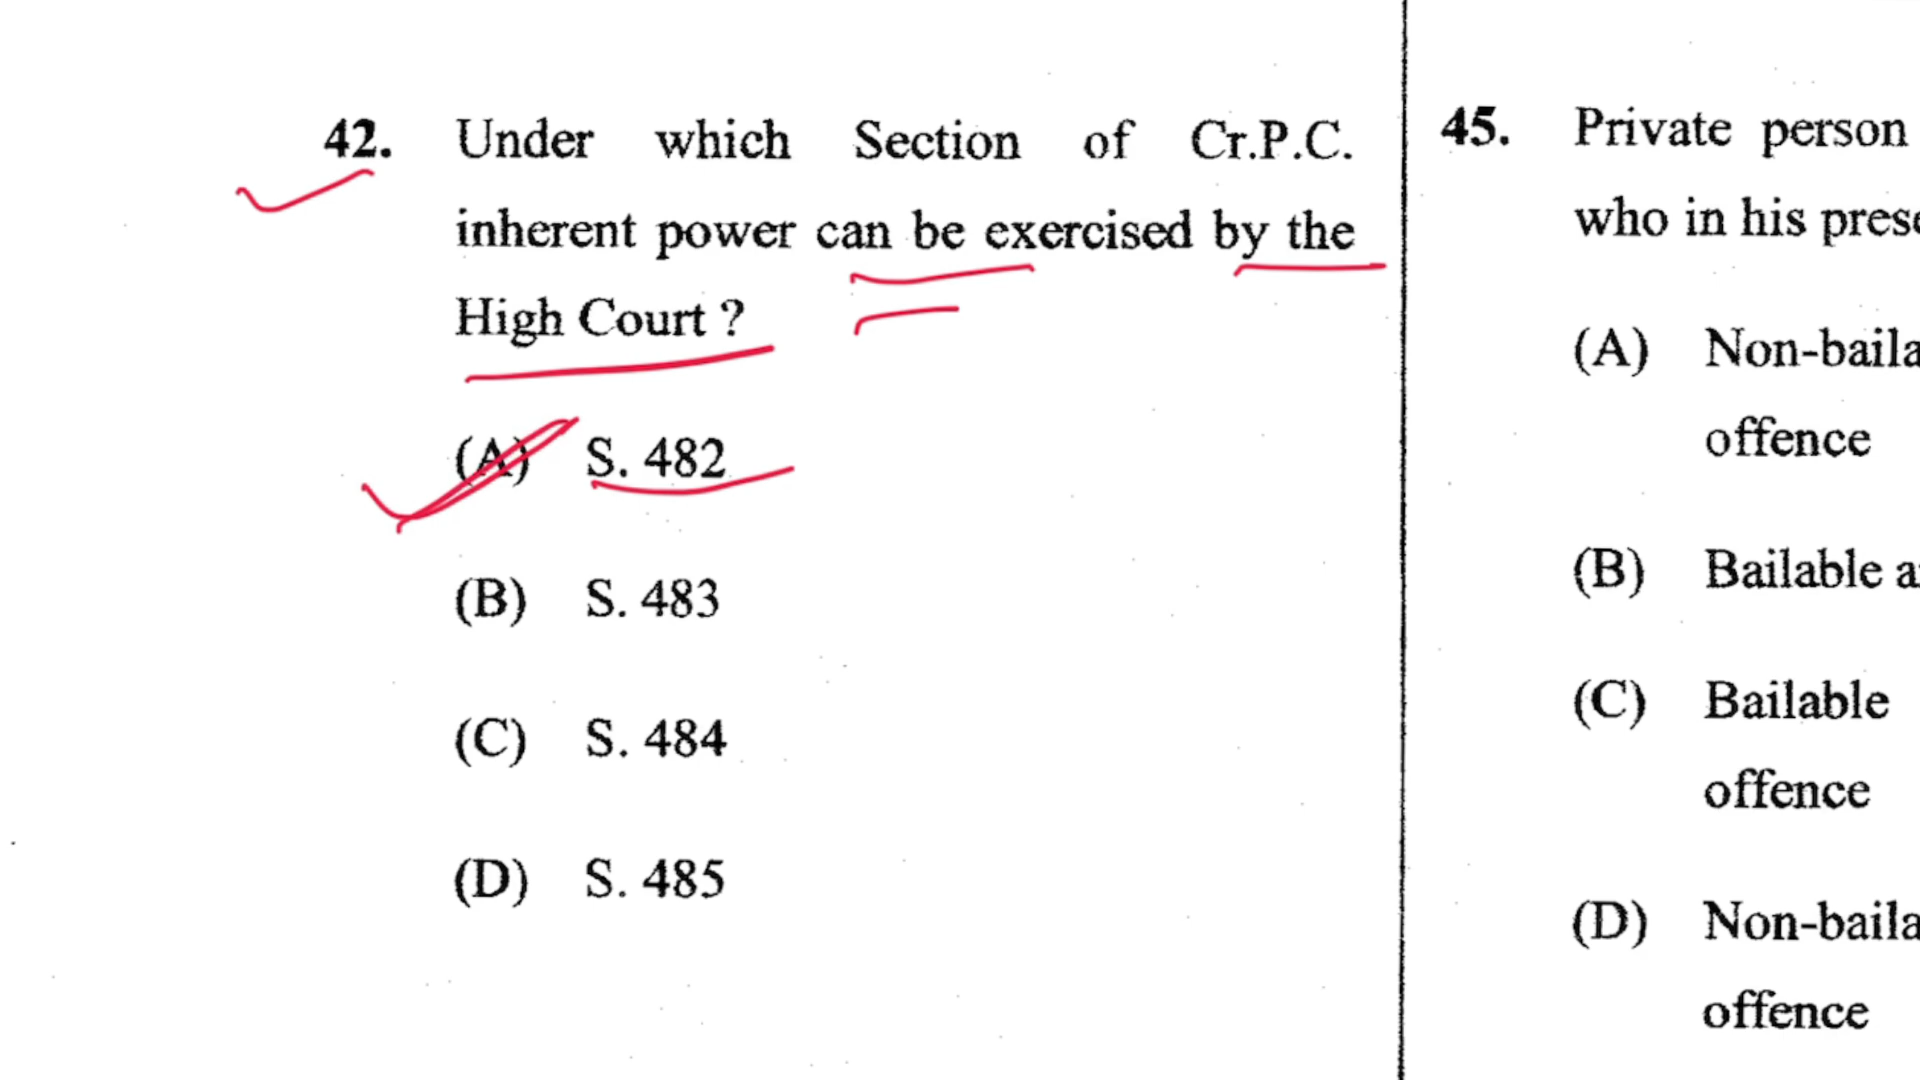 42. Under which Section of Cr.P.C.
inherent power can be exercised by the
High Court ?
(A) S. 482
(B) S. 483
(C) S. 484
(D) S. 485
45. Private person
who in his prese
(A) Non-baila
offence
(B) Bailable a
(C) Bailable
offence
(D) Non-baila
offence